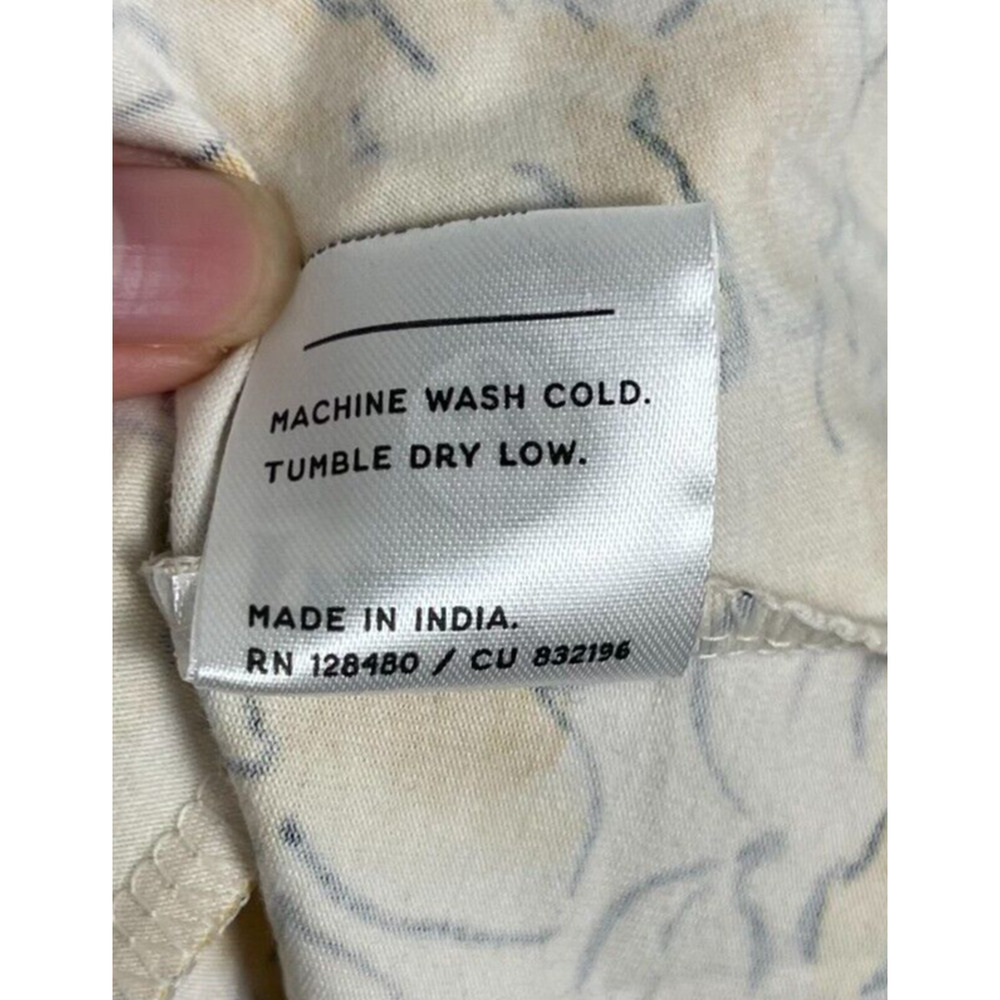 MACHINE WASH COLD.
TUMBLE DRY LOW.
MADE IN INDIA.
RN 128480 / CU 832196